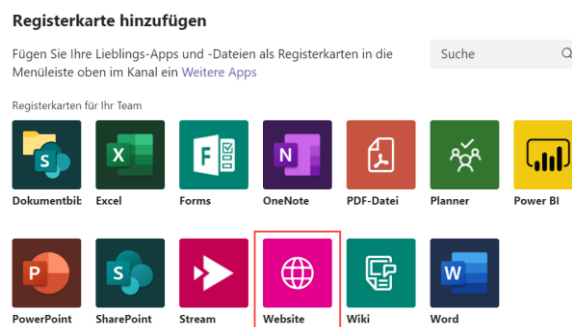 Registerkarte hinzufügen
Fügen Sie Ihre Lieblings-Apps und -Dateien als Registerkarten in die
Menüleiste oben im Kanal ein Weitere Apps
Suche
Registerkarten für Ihr Team
S X F N
Dokumentbib Excel Forms OneNote PDF-Datei Planner Power BI
P S W
PowerPoint SharePoint Stream Website Wiki Word